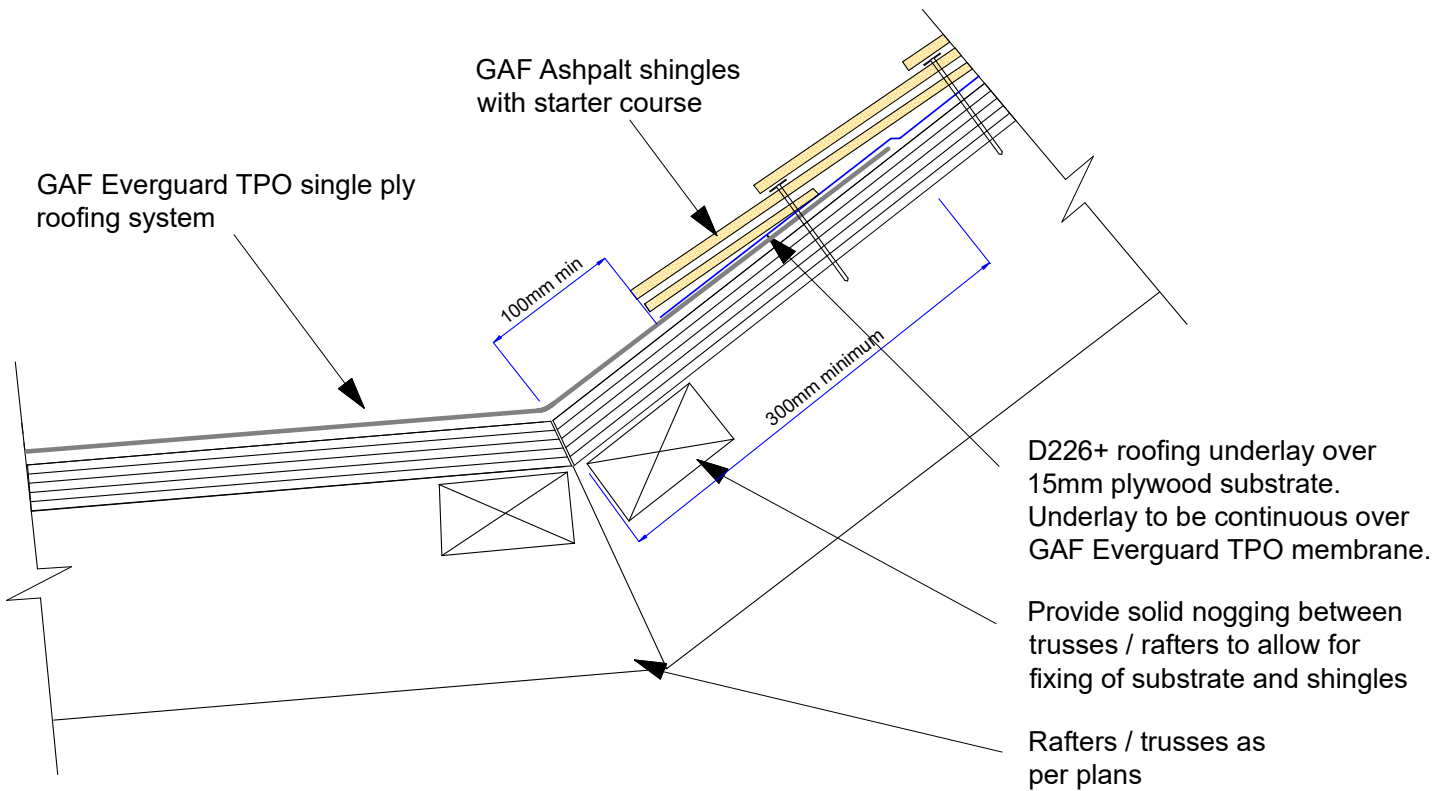 GAF Ashpalt shingles
with starter course
GAF Everguard TPO single ply
roofing system
100mm min
300mm minimum
D226+ roofing underlay over
15mm plywood substrate.
Underlay to be continuous over
GAF Everguard TPO membrane.
Provide solid nogging between
trusses / rafters to allow for
fixing of substrate and shingles
Rafters / trusses as
per plans